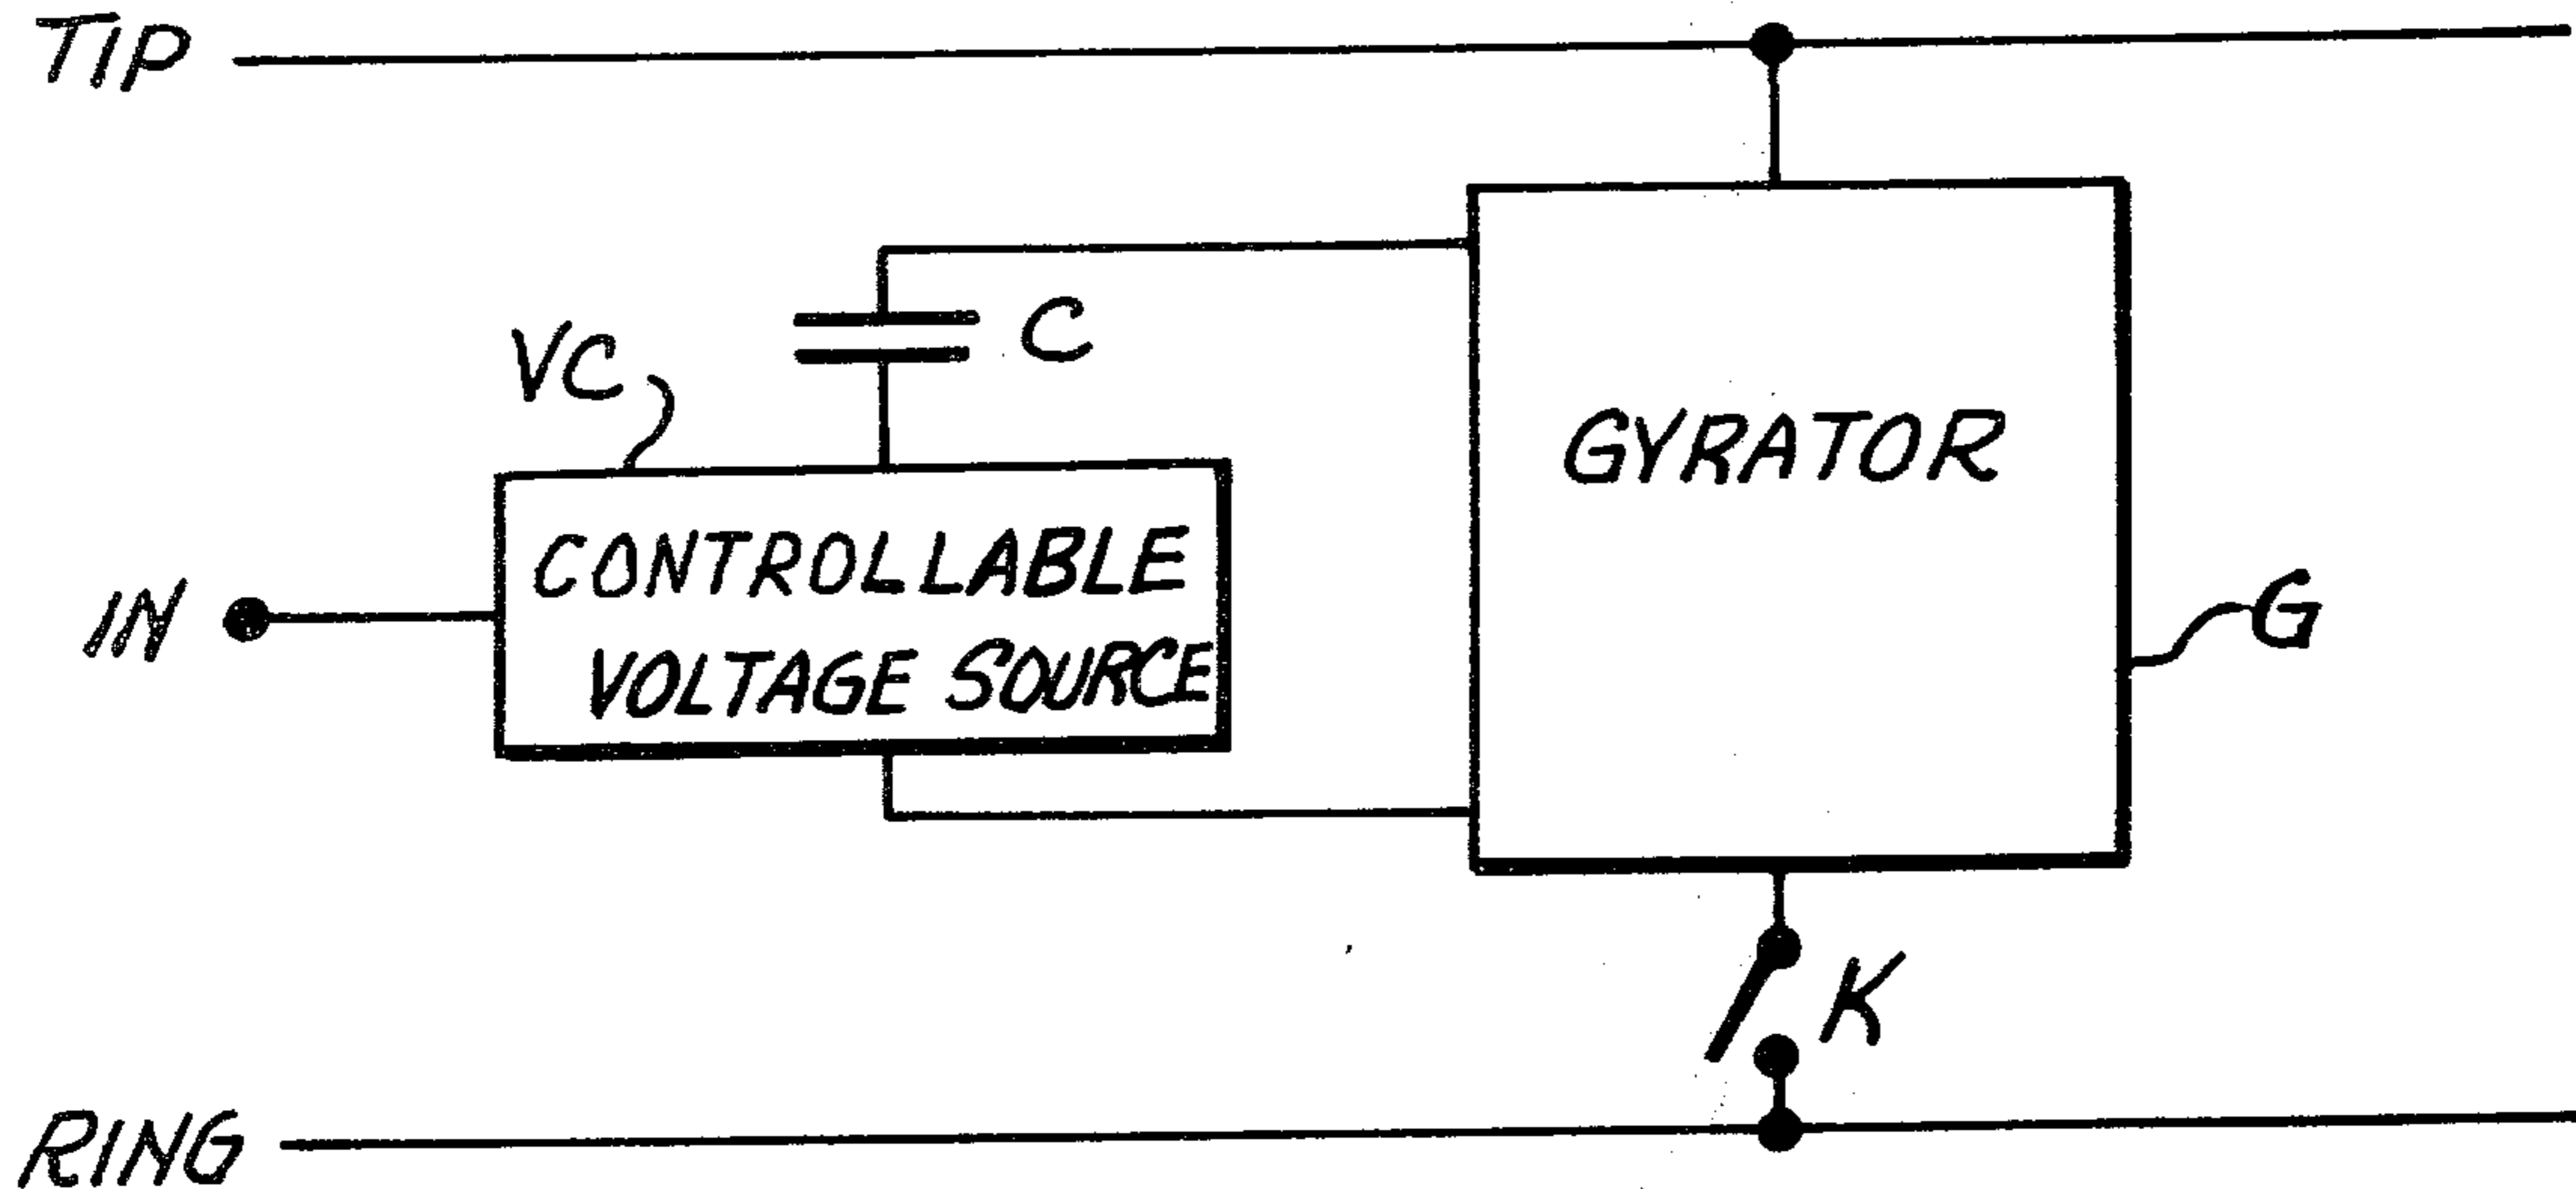 TIP
C
VC
GYRATOR
CONTROLLABLE
VOLTAGE SOURCE
IN
G
K
RING